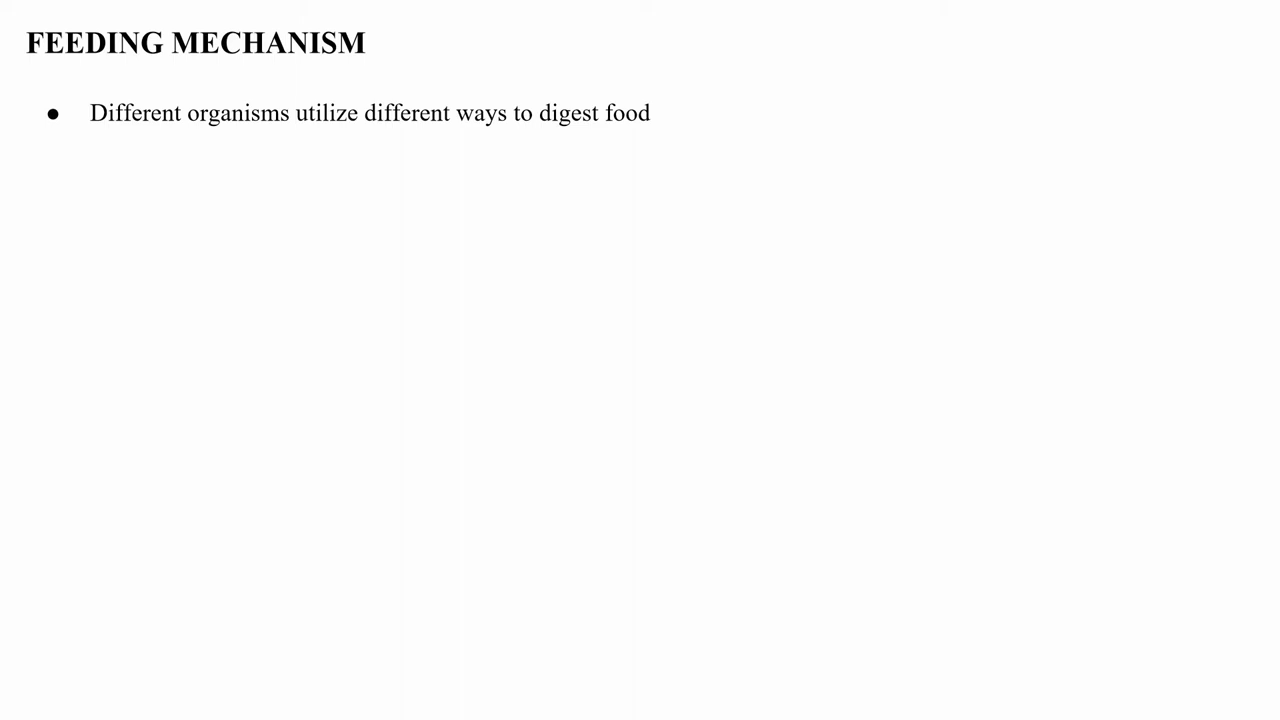 FEEDING MECHANISM
● Different organisms utilize different ways to digest food